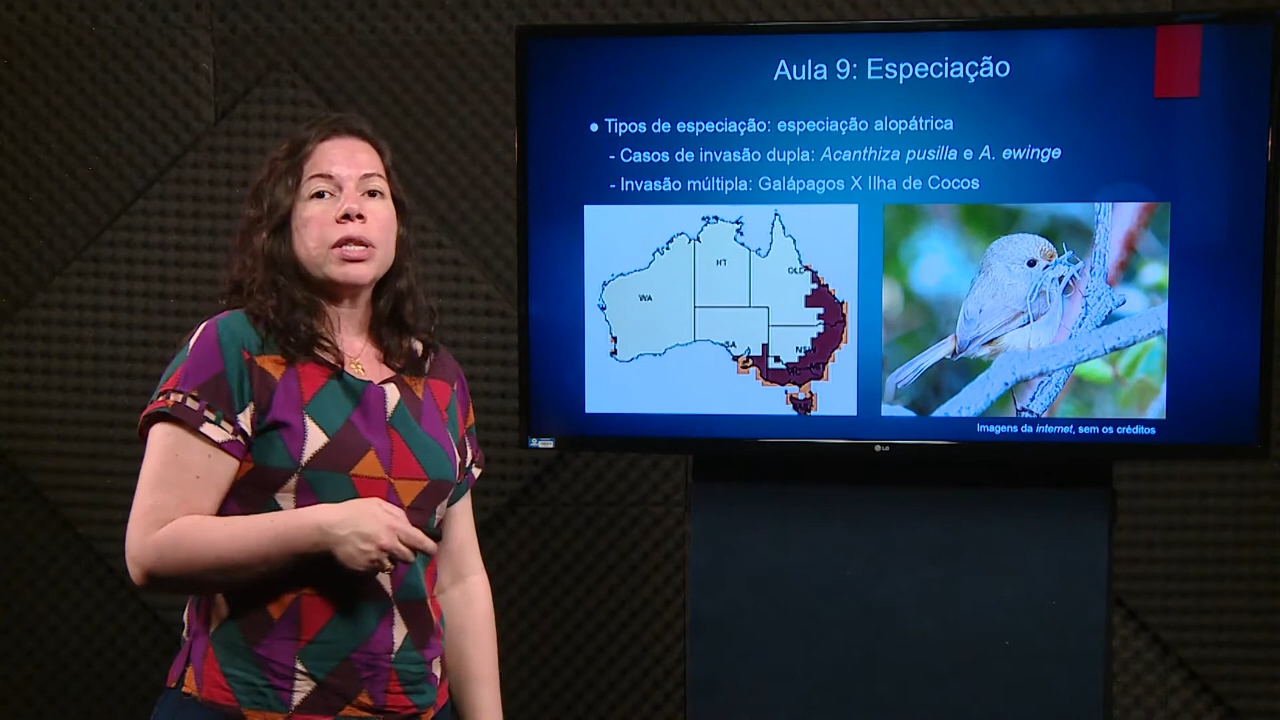 Aula 9: Especiação
● Tipos de especiação: especiação alopátrica
- Casos de invasão dupla: Acanthiza pusilla e A. ewinge
- Invasão múltipla: Galápagos X Ilha de Cocos
NT
QLD
WA
SA
NSW
VIC
Imagens da internet, sem os créditos
LG